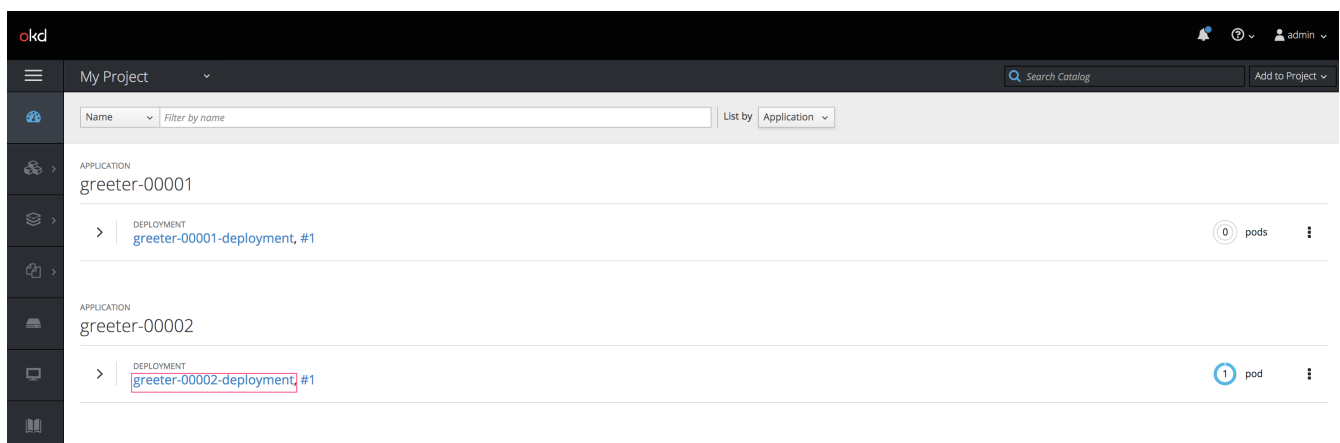 okd
admin
My Project
Search Catalog
Add to Project
Name
Filter by name
List by
Application
APPLICATION
greeter-00001
DEPLOYMENT
greeter-00001-deployment, #1
0 pods
APPLICATION
greeter-00002
DEPLOYMENT
greeter-00002-deployment, #1
1 pod